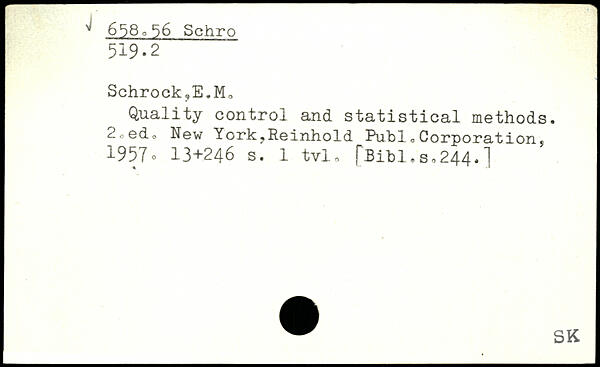 √ 658.56 Schro
519.2
Schrock,E.M.
Quality control and statistical methods.
2.ed. New York,Reinhold Publ.Corporation,
1957. 13+246 s. 1 tvl. [Bibl.s.244.]
SK